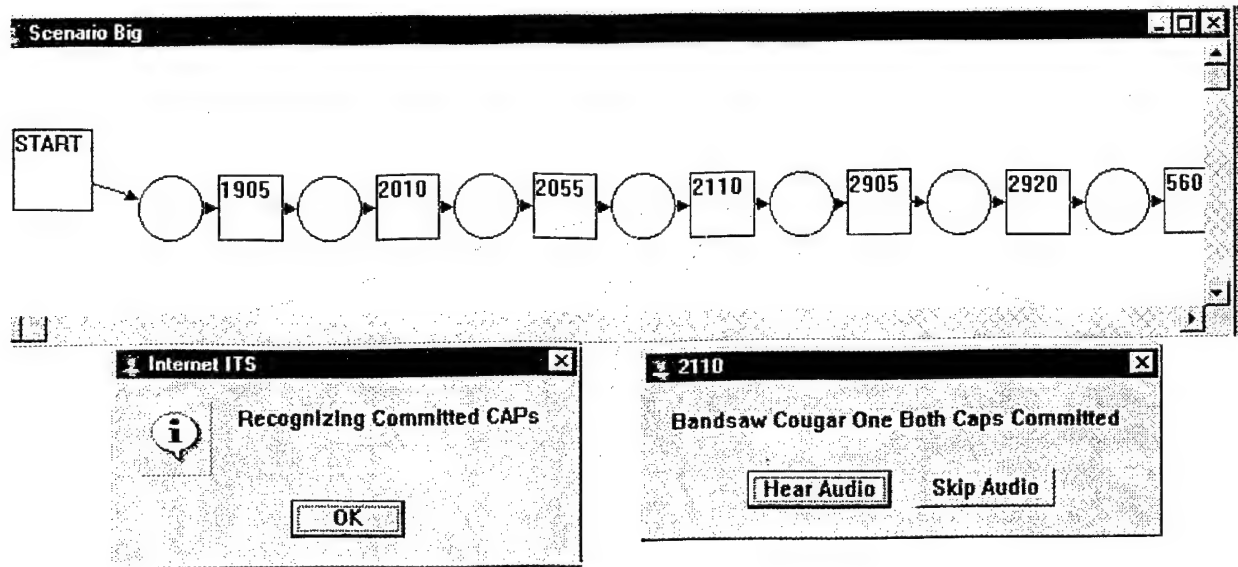 Scenario Big
START
1905
2010
2055
2110
2905
2920
560
Internet ITS
Recognizing Committed CAPs
OK
2110
Bandsaw Cougar One Both Caps Committed
Hear Audio Skip Audio